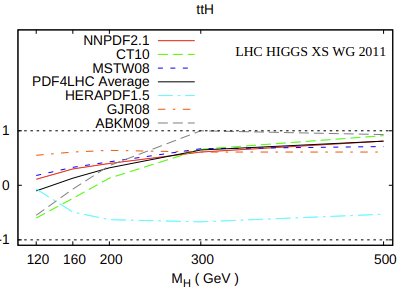 ttH
NNPDF2.1
CT10
MSTW08
PDF4LHC Average
HERAPDF1.5
GJR08
ABKM09
LHC HIGGS XS WG 2011
1
0
-1
120 160 200 300 500
MH ( GeV )